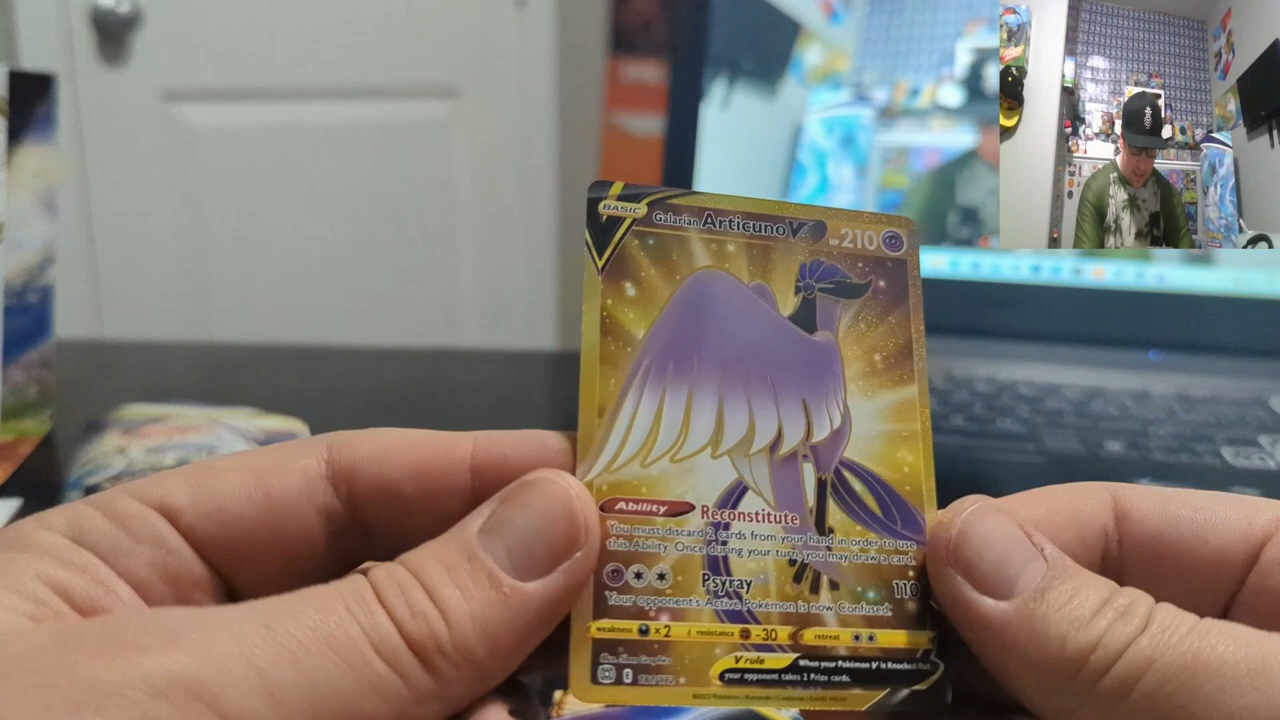 BASIC
Galarian Articuno V HP 210
Ability Reconstitute
You must discard 2 cards from your hand in order to use
this Ability. Once during your turn, you may draw a card.
Psyray 110
Your opponent's Active Pokémon is now Confused.
weakness ×2 resistance -30 retreat
V rule When your Pokémon V is Knocked Out,
your opponent takes 2 Prize cards.
E